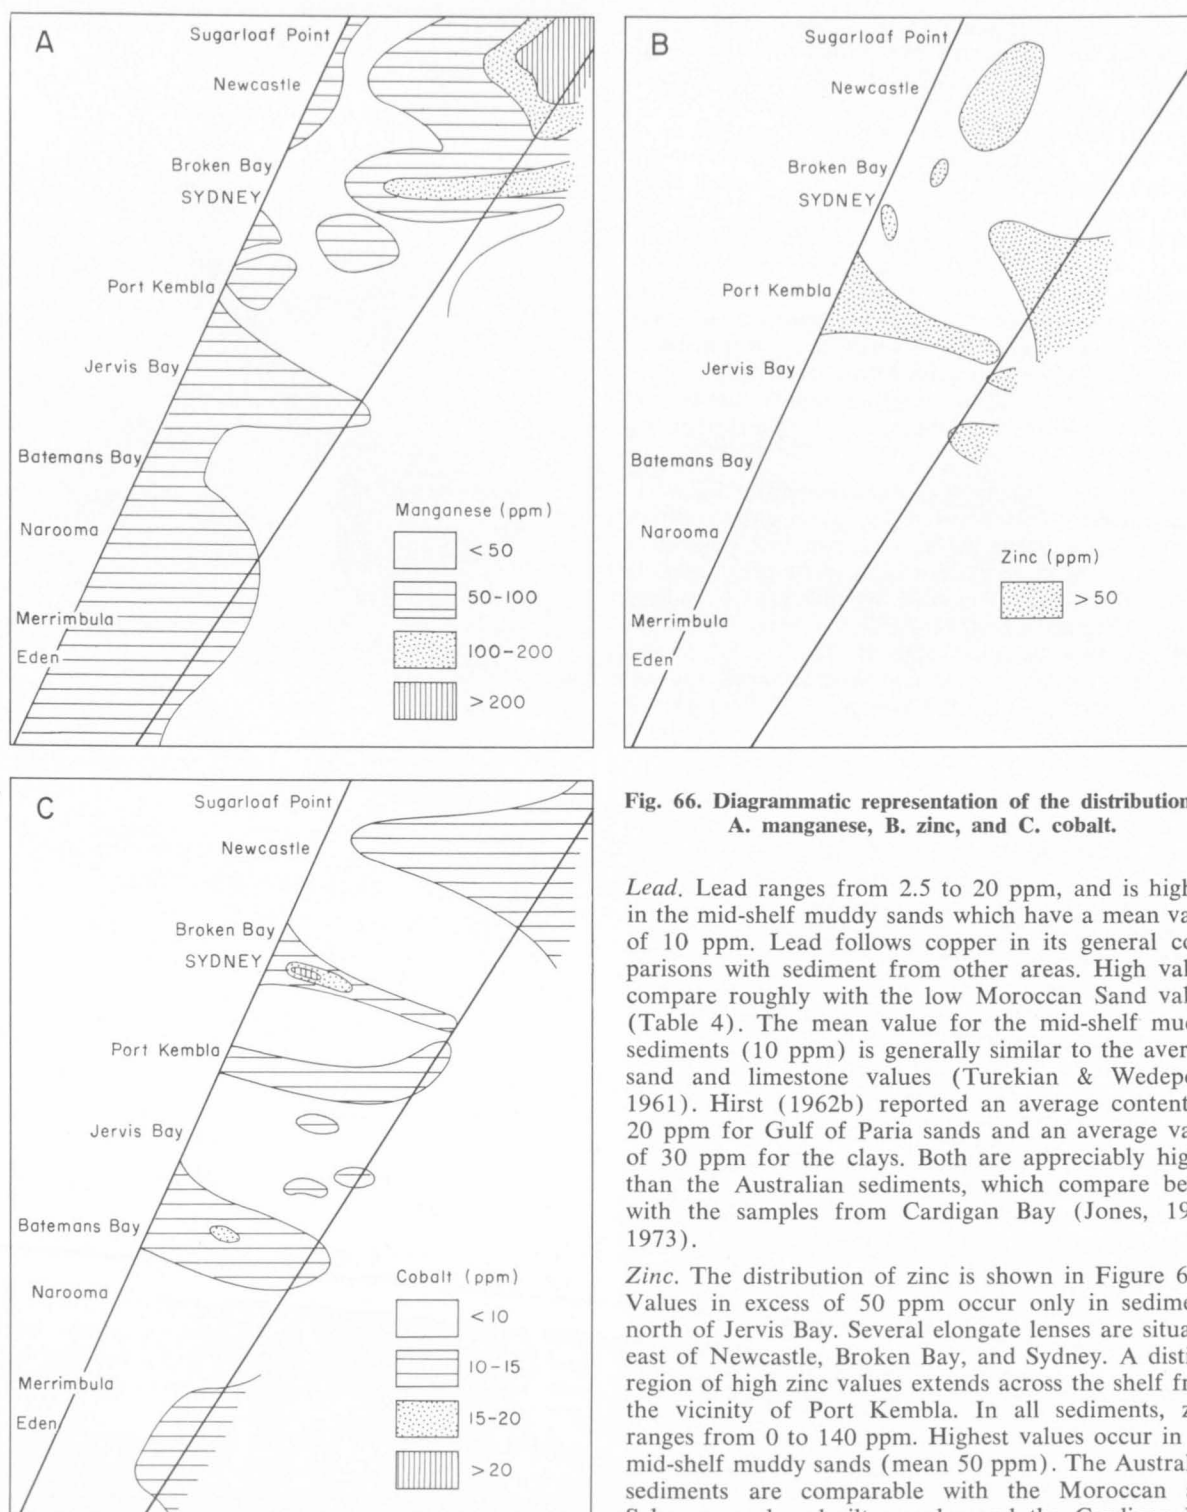 A
Sugarloaf Point
Newcastle
Broken Bay
SYDNEY
Port Kembla
Jervis Bay
Batemans Bay
Narooma
Merrimbula
Eden
Manganese (ppm)
<50
50-100
100-200
>200
B
Sugarloaf Point
Newcastle
Broken Bay
SYDNEY
Port Kembla
Jervis Bay
Batemans Bay
Narooma
Merrimbula
Eden
Zinc (ppm)
>50
C
Sugarloaf Point
Newcastle
Broken Bay
SYDNEY
Port Kembla
Jervis Bay
Batemans Bay
Narooma
Merrimbula
Eden
Cobalt (ppm)
<10
10-15
15-20
>20
Fig. 66. Diagrammatic representation of the distribution
A. manganese, B. zinc, and C. cobalt.
Lead. Lead ranges from 2.5 to 20 ppm, and is high
in the mid-shelf muddy sands which have a mean va
of 10 ppm. Lead follows copper in its general co
parisons with sediment from other areas. High val
compare roughly with the low Moroccan Sand val
(Table 4). The mean value for the mid-shelf mud
sediments (10 ppm) is generally similar to the aver
sand and limestone values (Turekian & Wedepo
1961). Hirst (1962b) reported an average content
20 ppm for Gulf of Paria sands and an average va
of 30 ppm for the clays. Both are appreciably hig
than the Australian sediments, which compare be
with the samples from Cardigan Bay (Jones, 19
1973).
Zinc. The distribution of zinc is shown in Figure 6
Values in excess of 50 ppm occur only in sedime
north of Jervis Bay. Several elongate lenses are situa
east of Newcastle, Broken Bay, and Sydney. A disti
region of high zinc values extends across the shelf fr
the vicinity of Port Kembla. In all sediments, z
ranges from 0 to 140 ppm. Highest values occur in
mid-shelf muddy sands (mean 50 ppm). The Austral
sediments are comparable with the Moroccan